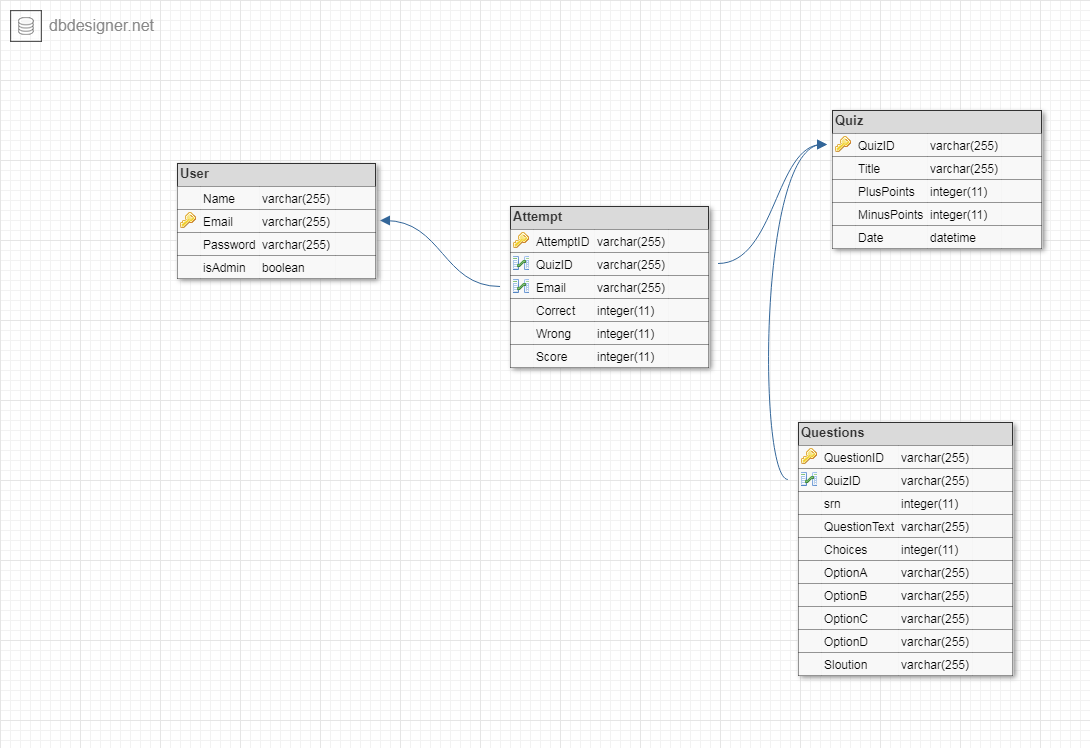 dbdesigner.net
User
Name varchar(255)
Email varchar(255)
Password varchar(255)
isAdmin boolean
Attempt
AttemptID varchar(255)
QuizID varchar(255)
Email varchar(255)
Correct integer(11)
Wrong integer(11)
Score integer(11)
Quiz
QuizID varchar(255)
Title varchar(255)
PlusPoints integer(11)
MinusPoints integer(11)
Date datetime
Questions
QuestionID varchar(255)
QuizID varchar(255)
srn integer(11)
QuestionText varchar(255)
Choices integer(11)
OptionA varchar(255)
OptionB varchar(255)
OptionC varchar(255)
OptionD varchar(255)
Sloution varchar(255)